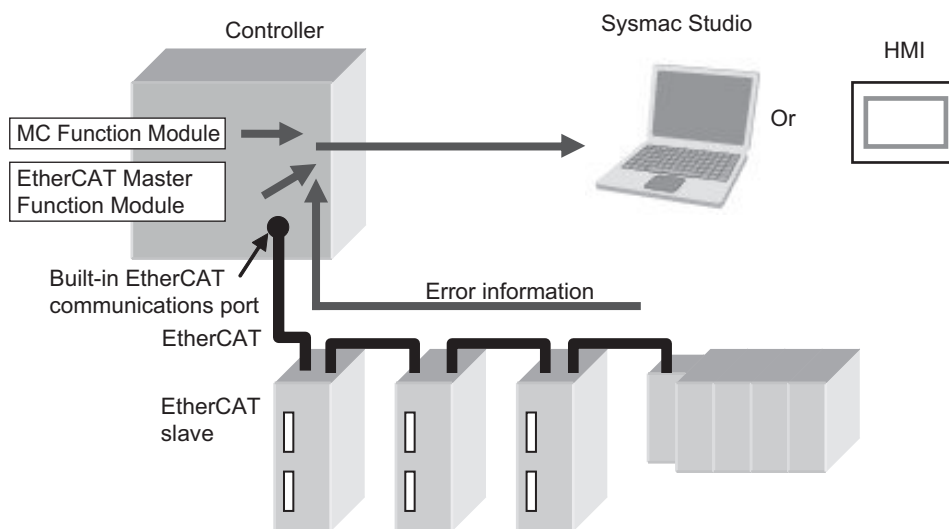 Controller
Sysmac Studio
HMI
MC Function Module
Or
EtherCAT Master
Function Module
Built-in EtherCAT
communications port
Error information
EtherCAT
EtherCAT
slave